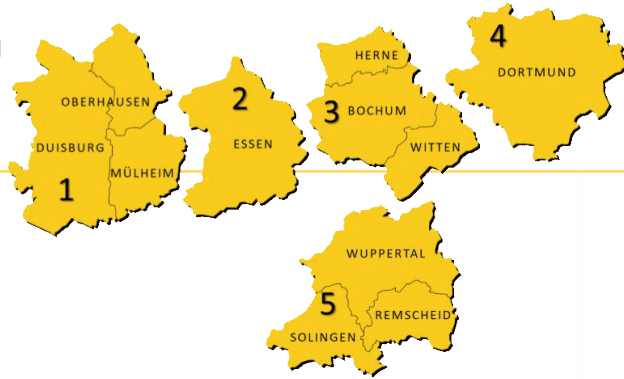 OBERHAUSEN
DUISBURG
MÜLHEIM
1
2
ESSEN
HERNE
3
BOCHUM
WITTEN
4
DORTMUND
WUPPERTAL
5
REMSCHEID
SOLINGEN